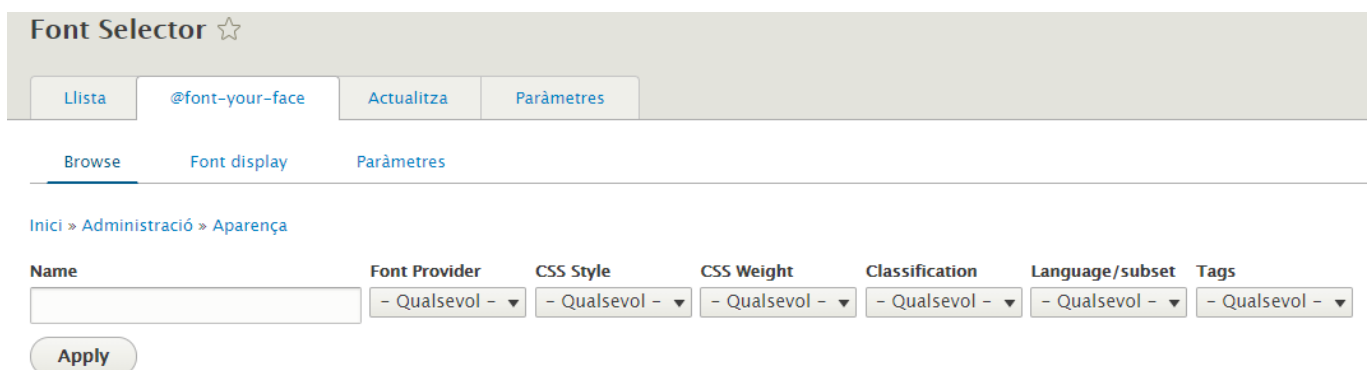 Font Selector
Llista @font-your-face Actualitza Paràmetres
Browse Font display Paràmetres
Inici » Administració » Aparença
Name Font Provider CSS Style CSS Weight Classification Language/subset Tags
- Qualsevol - - Qualsevol - - Qualsevol - - Qualsevol - - Qualsevol - - Qualsevol -
Apply